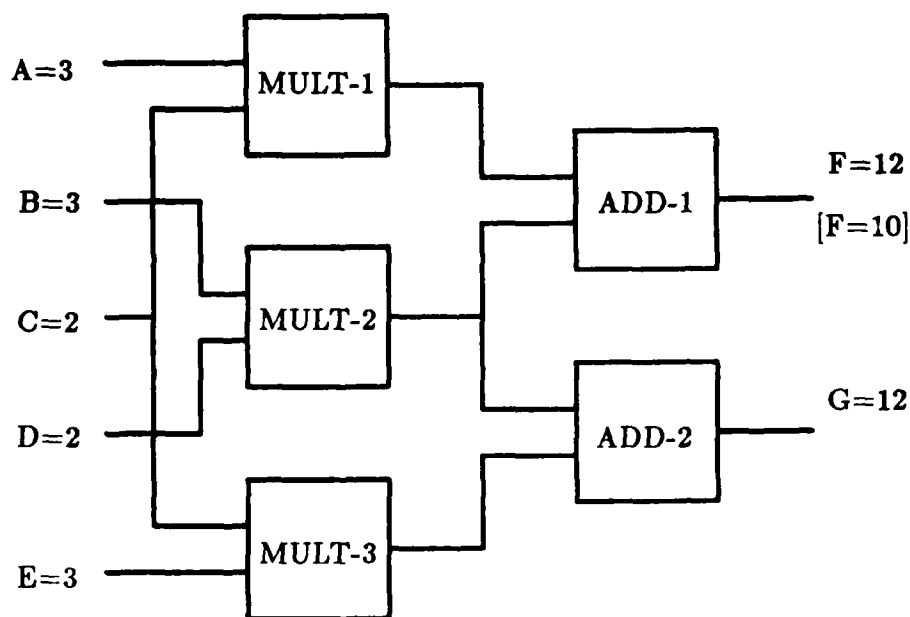 A=3
MULT-1
B=3
ADD-1
F=12
[F=10]
C=2
MULT-2
G=12
D=2
ADD-2
MULT-3
E=3